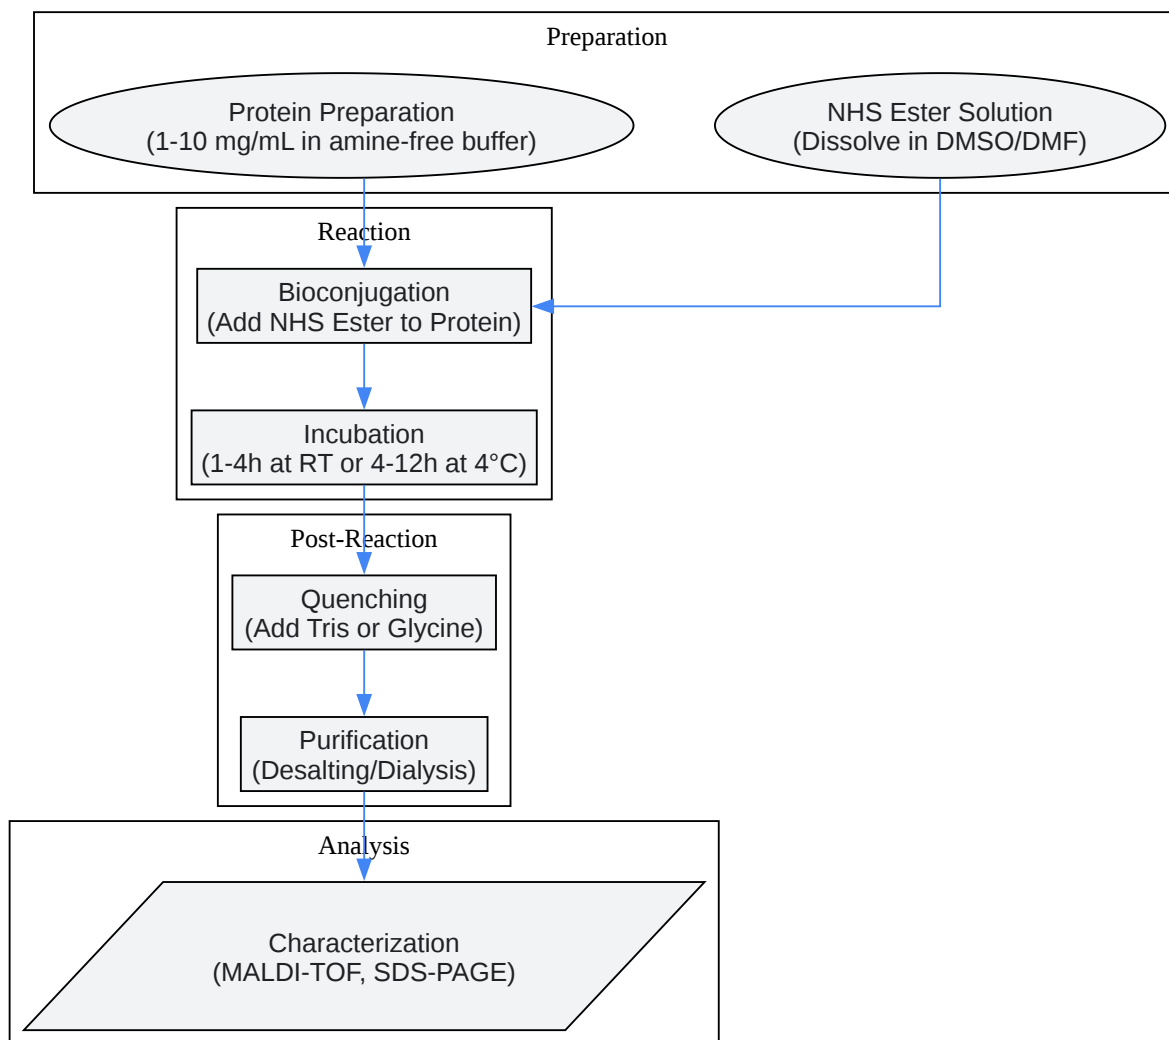 Preparation
Protein Preparation
(1-10 mg/mL in amine-free buffer)
NHS Ester Solution
(Dissolve in DMSO/DMF)
Reaction
Bioconjugation
(Add NHS Ester to Protein)
Incubation
(1-4h at RT or 4-12h at 4°C)
Post-Reaction
Quenching
(Add Tris or Glycine)
Purification
(Desalting/Dialysis)
Analysis
Characterization
(MALDI-TOF, SDS-PAGE)